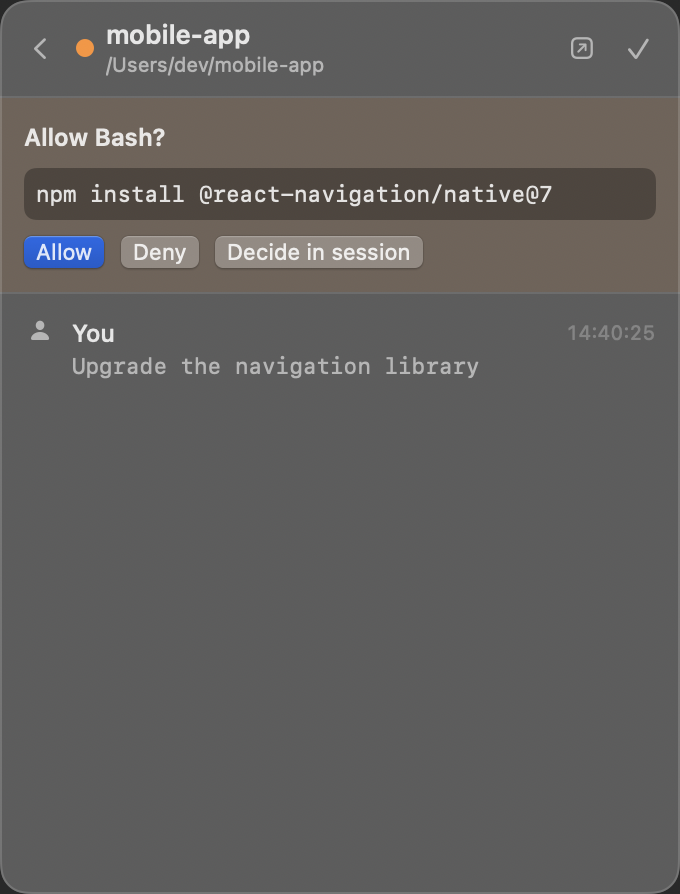 mobile-app
/Users/dev/mobile-app
Allow Bash?
npm install @react-navigation/native@7
Allow Deny Decide in session
You 14:40:25
Upgrade the navigation library